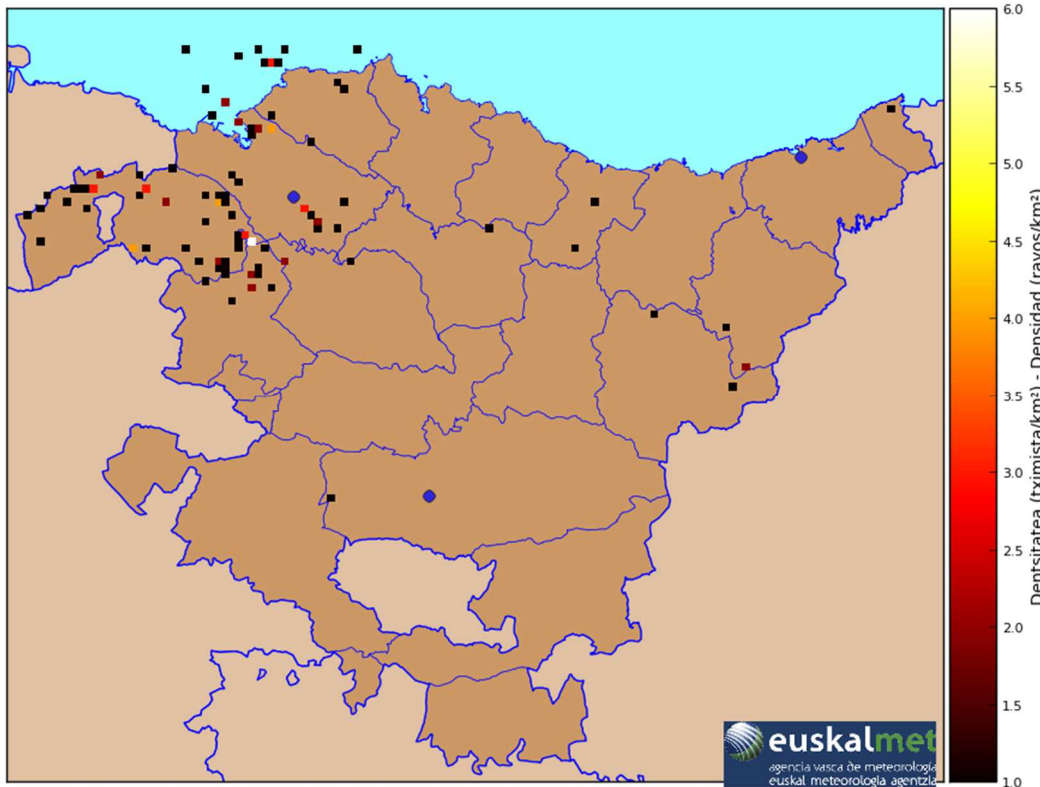 6.0
5.5
5.0
4.5
4.0
3.5
3.0
2.5
2.0
1.5
1.0
Dentsitatea (tximista/km²) - Densidad (rayos/km²)
euskalmet
agencia vasca de meteorología
euskal meteorologia agentzia